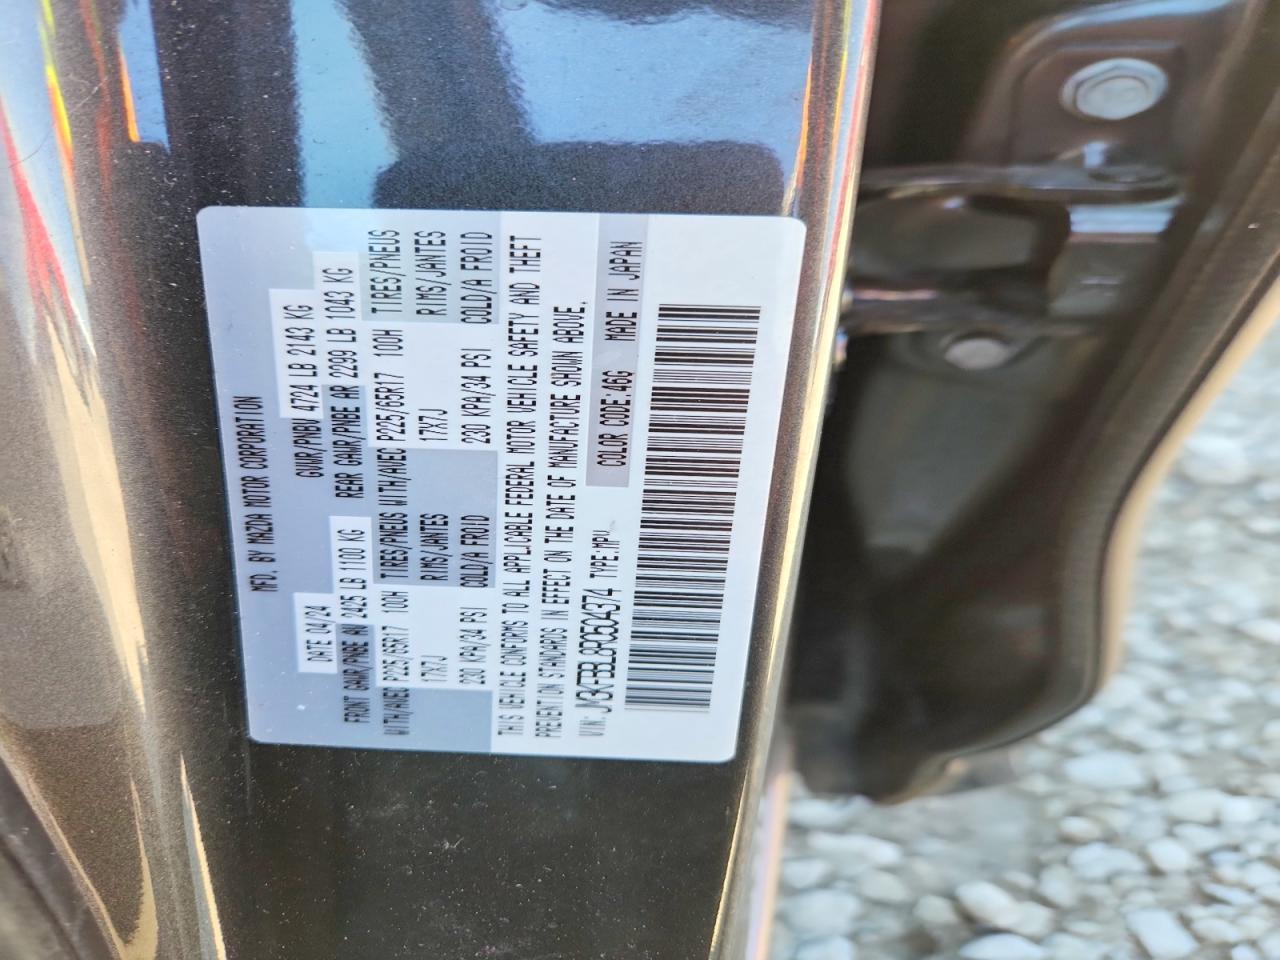 MFD. BY MAZDA MOTOR CORPORATION
DATE 04/24 GVWR/PNBV 4724 LB 2143 KG
FRONT GAWR/PNBE AV 2425 LB 1100 KG REAR GAWR/PNBE AR 2299 LB 1043 KG
WITH/AVEC P225/65R17 100H TIRES/PNEUS WITH/AVEC P225/65R17 100H TIRES/PNEUS
17X7J RIMS/JANTES 17X7J RIMS/JANTES
230 KPA/34 PSI COLD/A FROID 230 KPA/34 PSI COLD/A FROID
THIS VEHICLE CONFORMS TO ALL APPLICABLE FEDERAL MOTOR VEHICLE SAFETY AND THEFT
PREVENTION STANDARDS IN EFFECT ON THE DATE OF MANUFACTURE SHOWN ABOVE.
VIN: TYPE:MPV COLOR CODE:46G MADE IN JAPAN